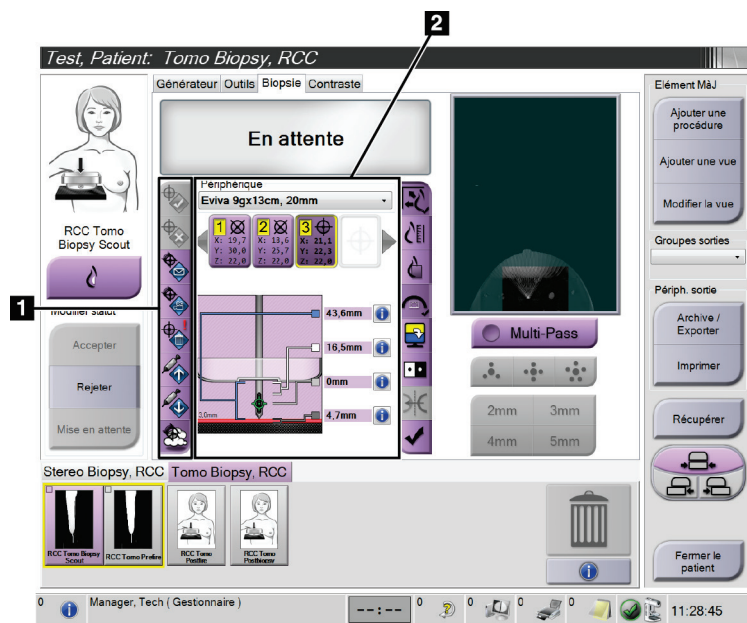 2
Test, Patient: Tomo Biopsy, RCC
Générateur Outils Biopsie Contraste
En attente
Périphérique
Eviva 9gx13cm, 20mm
1 2 3
X: 19,7 X: 13,6 X: 21,1
Y: 30,0 Y: 25,7 Y: 22,3
Z: 22,0 Z: 22,0 Z: 22,0
RCC Tomo
Biopsy Scout
1
Modifier statut
Accepter
Rejeter
Mise en attente
43,6mm
16,5mm
0mm
4,7mm
3,0mm
Multi-Pass
2mm 3mm
4mm 5mm
Elément MàJ
Ajouter une
procédure
Ajouter une vue
Modifier la vue
Groupes sorties
Périph. sortie
Archive /
Exporter
Imprimer
Récupérer
Fermer le
patient
Stereo Biopsy, RCC Tomo Biopsy, RCC
RCC Tomo Biopsy
Scout
RCC Tomo Prefire
RCC Tomo
Postfire
RCC Tomo
Postbiopsy
0 Manager, Tech ( Gestionnaire ) --:-- 0 0 0 0 11:28:45